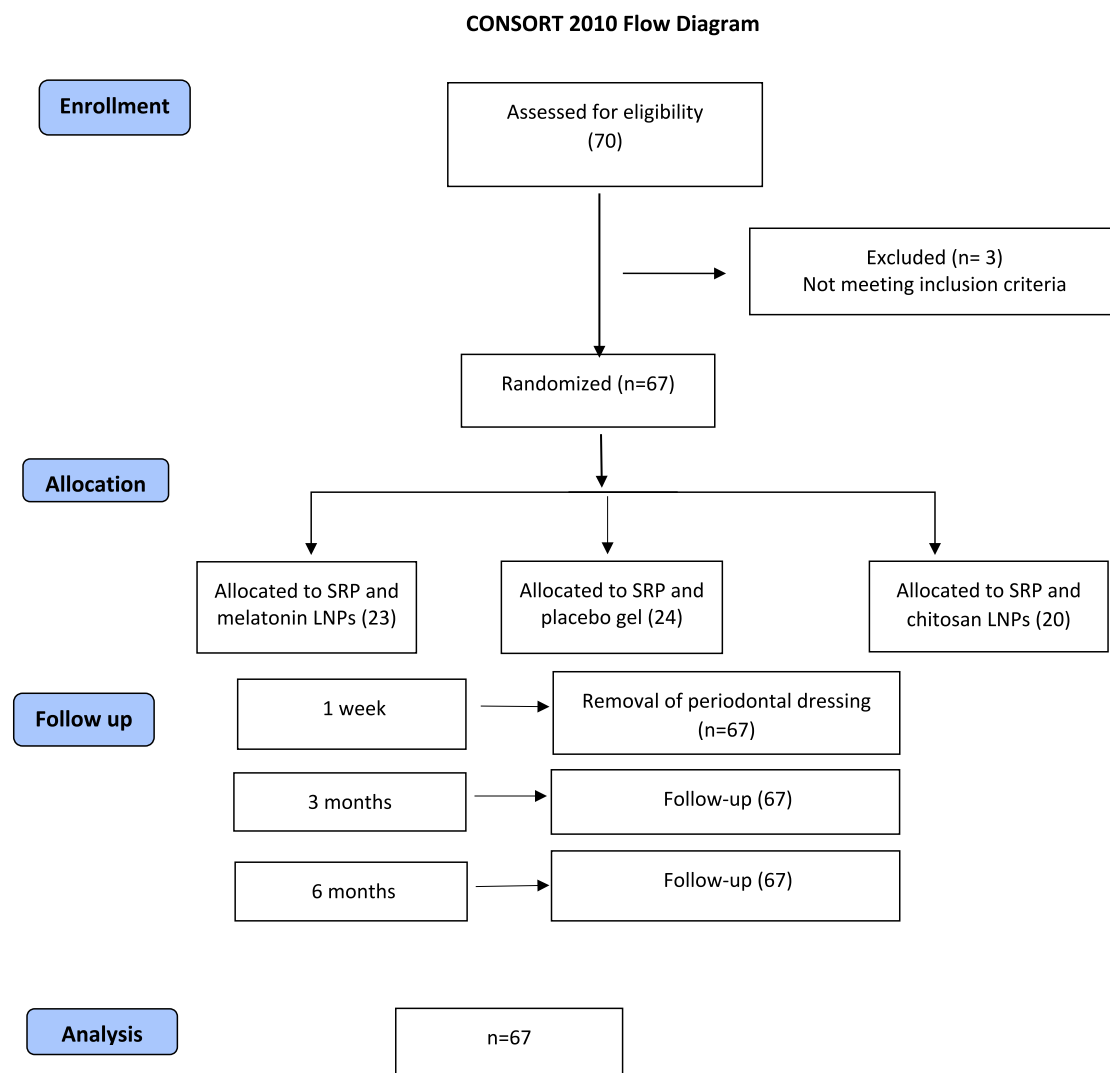 CONSORT 2010 Flow Diagram
Enrollment
Assessed for eligibility
(70)
Excluded (n= 3)
Not meeting inclusion criteria
Randomized (n=67)
Allocation
Allocated to SRP and
melatonin LNPs (23)
Allocated to SRP and
placebo gel (24)
Allocated to SRP and
chitosan LNPs (20)
Follow up
1 week
Removal of periodontal dressing
(n=67)
3 months
Follow-up (67)
6 months
Follow-up (67)
Analysis
n=67